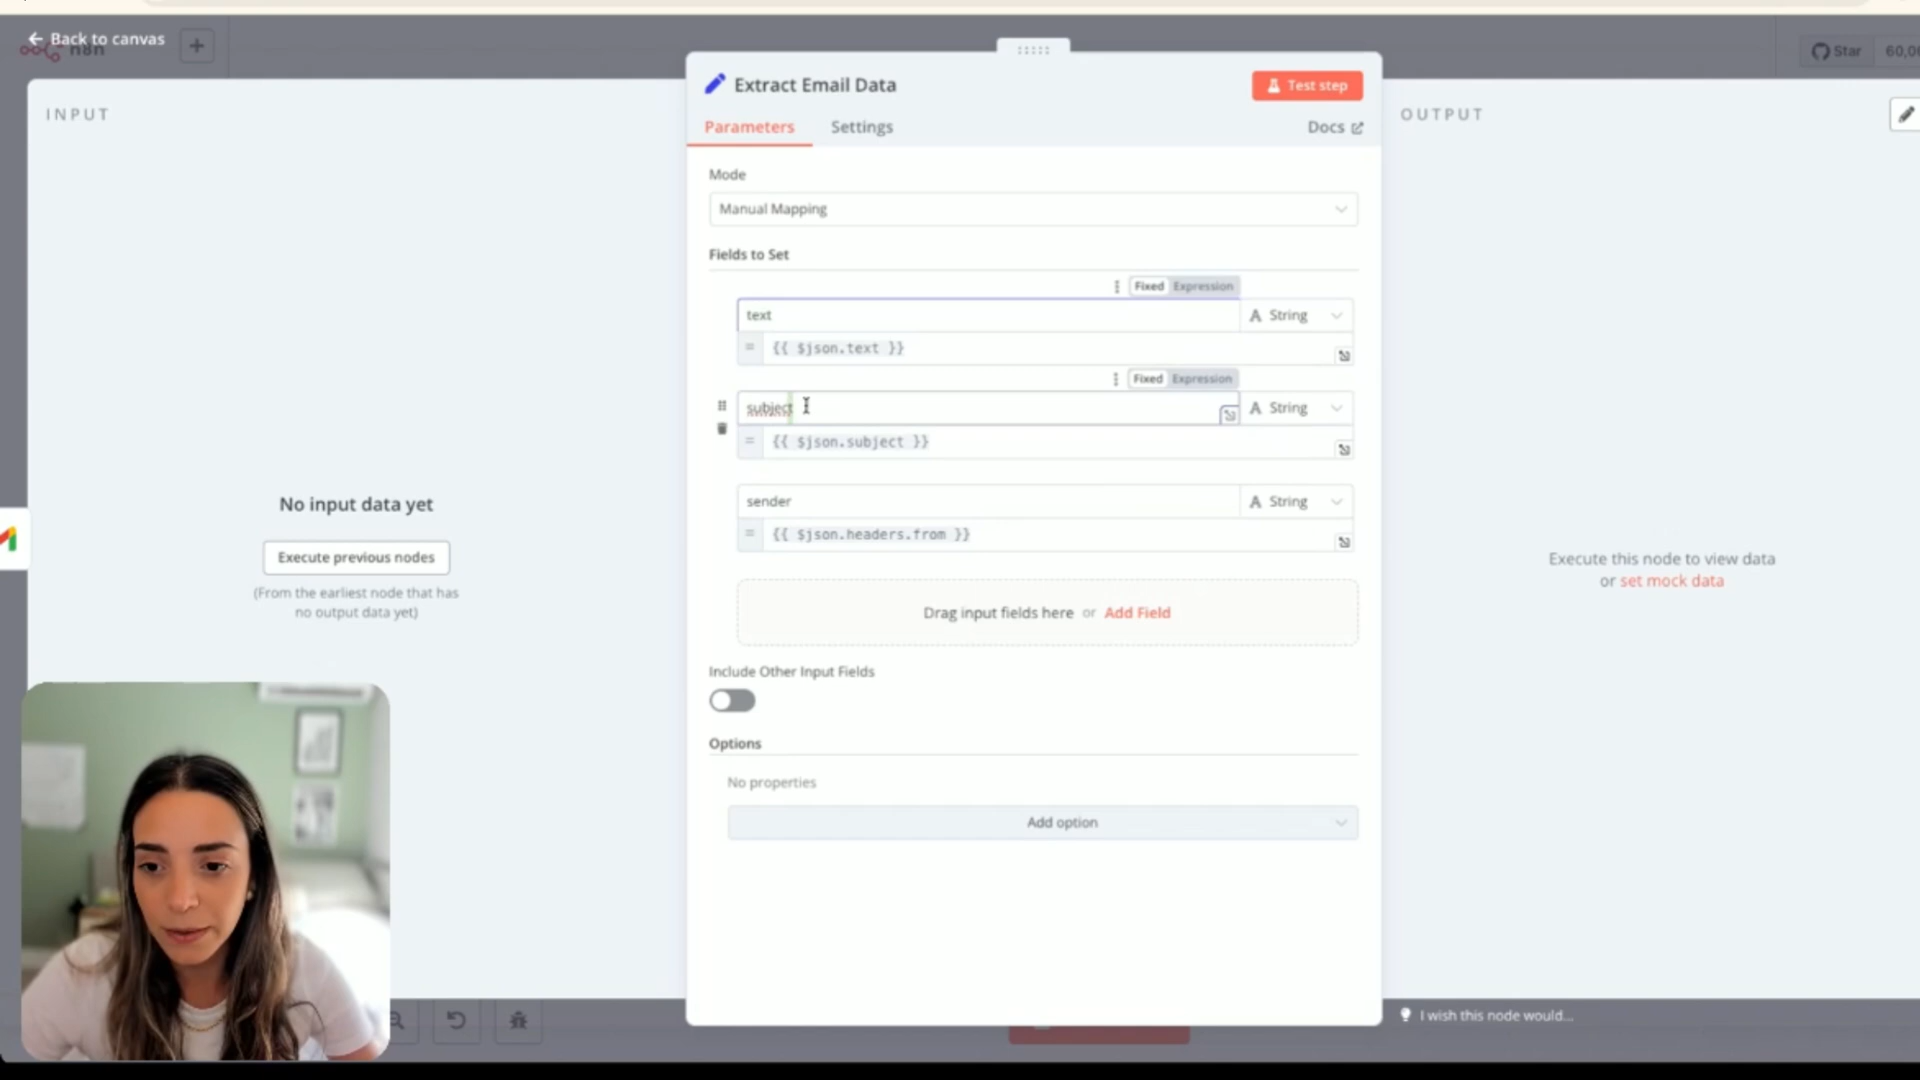 Back to canvas
n8n
Star
60,0
INPUT
Extract Email Data
Test step
OUTPUT
Parameters
Settings
Docs
Mode
Manual Mapping
Fields to Set
Fixed Expression
text
A String
= {{ $json.text }}
Fixed Expression
subject
A String
= {{ $json.subject }}
No input data yet
sender
A String
= {{ $json.headers.from }}
Execute previous nodes
(From the earliest node that has
no output data yet)
Execute this node to view data
or set mock data
Drag input fields here or Add Field
Include Other Input Fields
Options
No properties
Add option
I wish this node would...